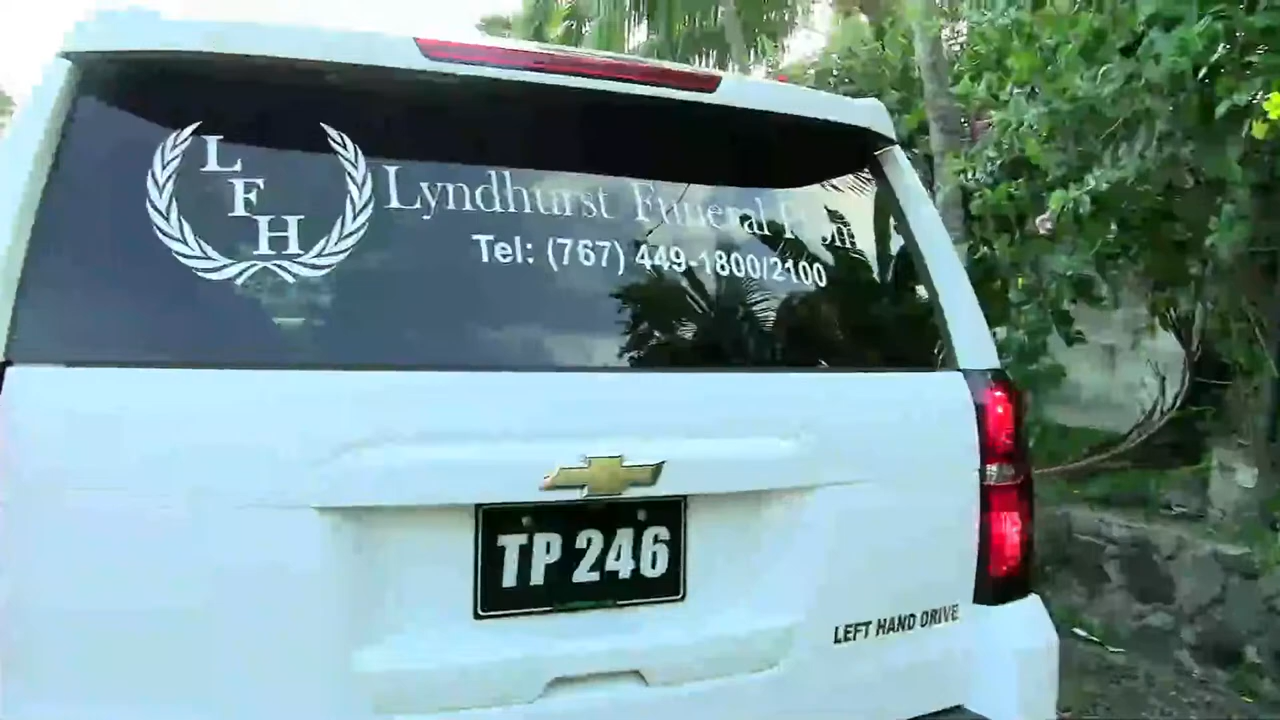 L
F
H
Lyndhurst Funeral
Tel: (767) 449-1800/2100
TP 246
LEFT HAND DRIVE